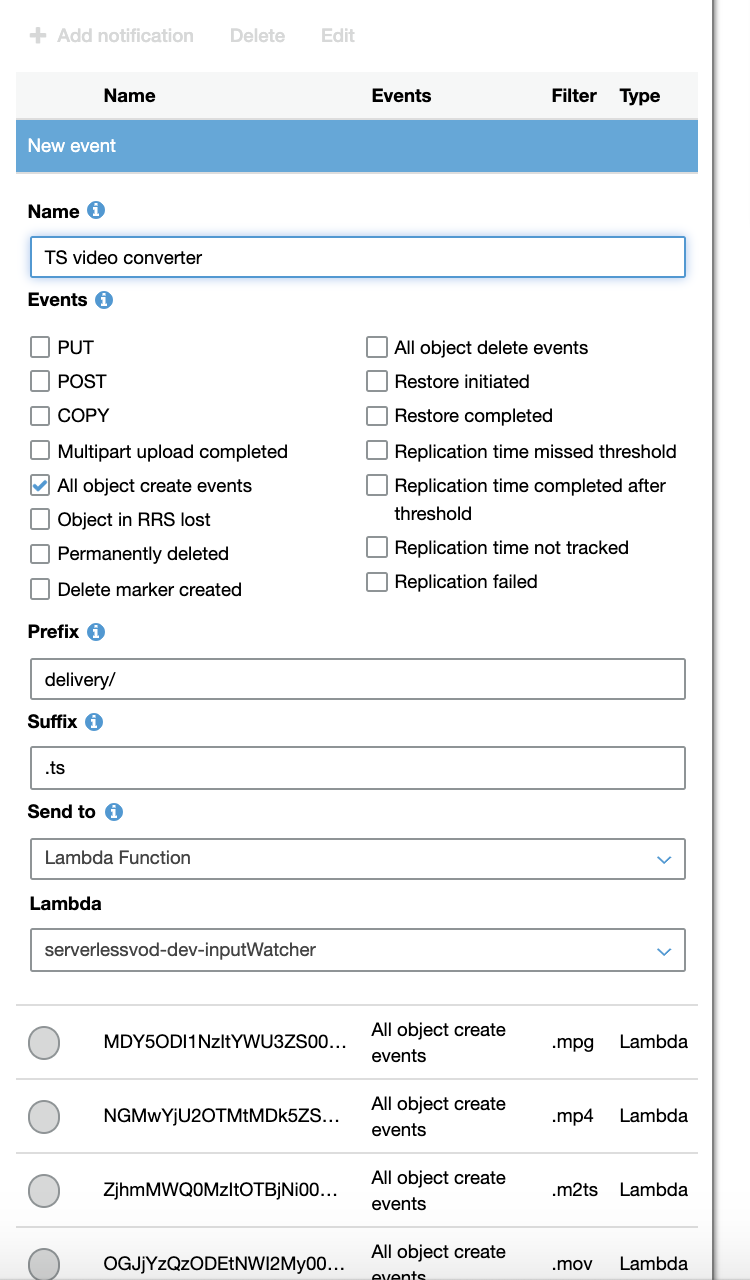 Add notification Delete Edit
Name Events Filter Type
New event
Name
TS video converter
Events
PUT
POST
COPY
Multipart upload completed
All object create events
Object in RRS lost
Permanently deleted
Delete marker created
All object delete events
Restore initiated
Restore completed
Replication time missed threshold
Replication time completed after
threshold
Replication time not tracked
Replication failed
Prefix
delivery/
Suffix
.ts
Send to
Lambda Function
Lambda
serverlessvod-dev-inputWatcher
MDY5ODI1NzItYWU3ZS00... All object create
events .mpg Lambda
NGMwYjU2OTMtMDk5ZS... All object create
events .mp4 Lambda
ZjhmMWQ0MzItOTBjNi00... All object create
events .m2ts Lambda
OGJjYzQzODEtNWI2My00... All object create
events .mov Lambda